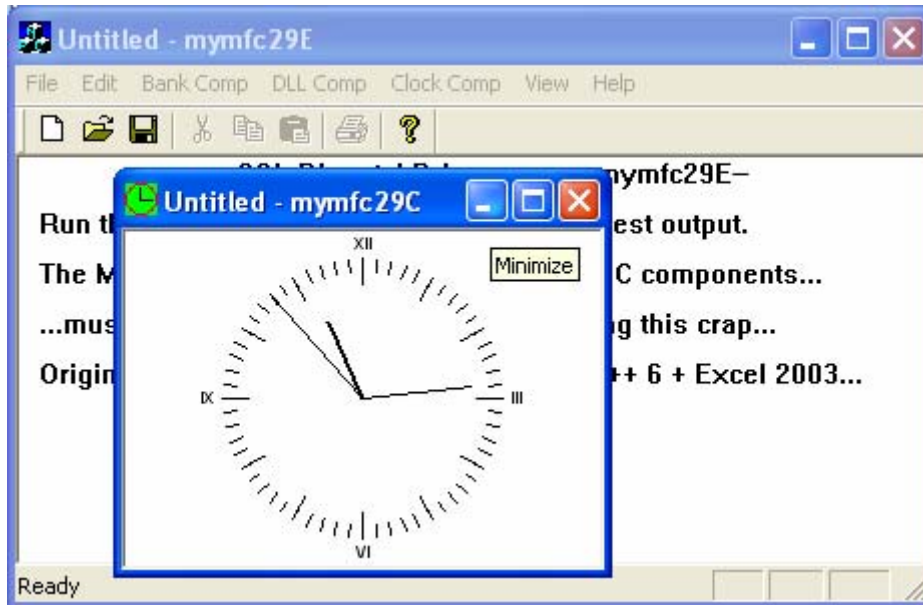 Untitled - mymfc29E
File Edit Bank Comp DLL Comp Clock Comp View Help
mymfc29E–
Untitled - mymfc29C
Run est output.
XII
Minimize
The C components...
...mus this crap...
IX III
Origin ++ 6 + Excel 2003...
VI
Ready